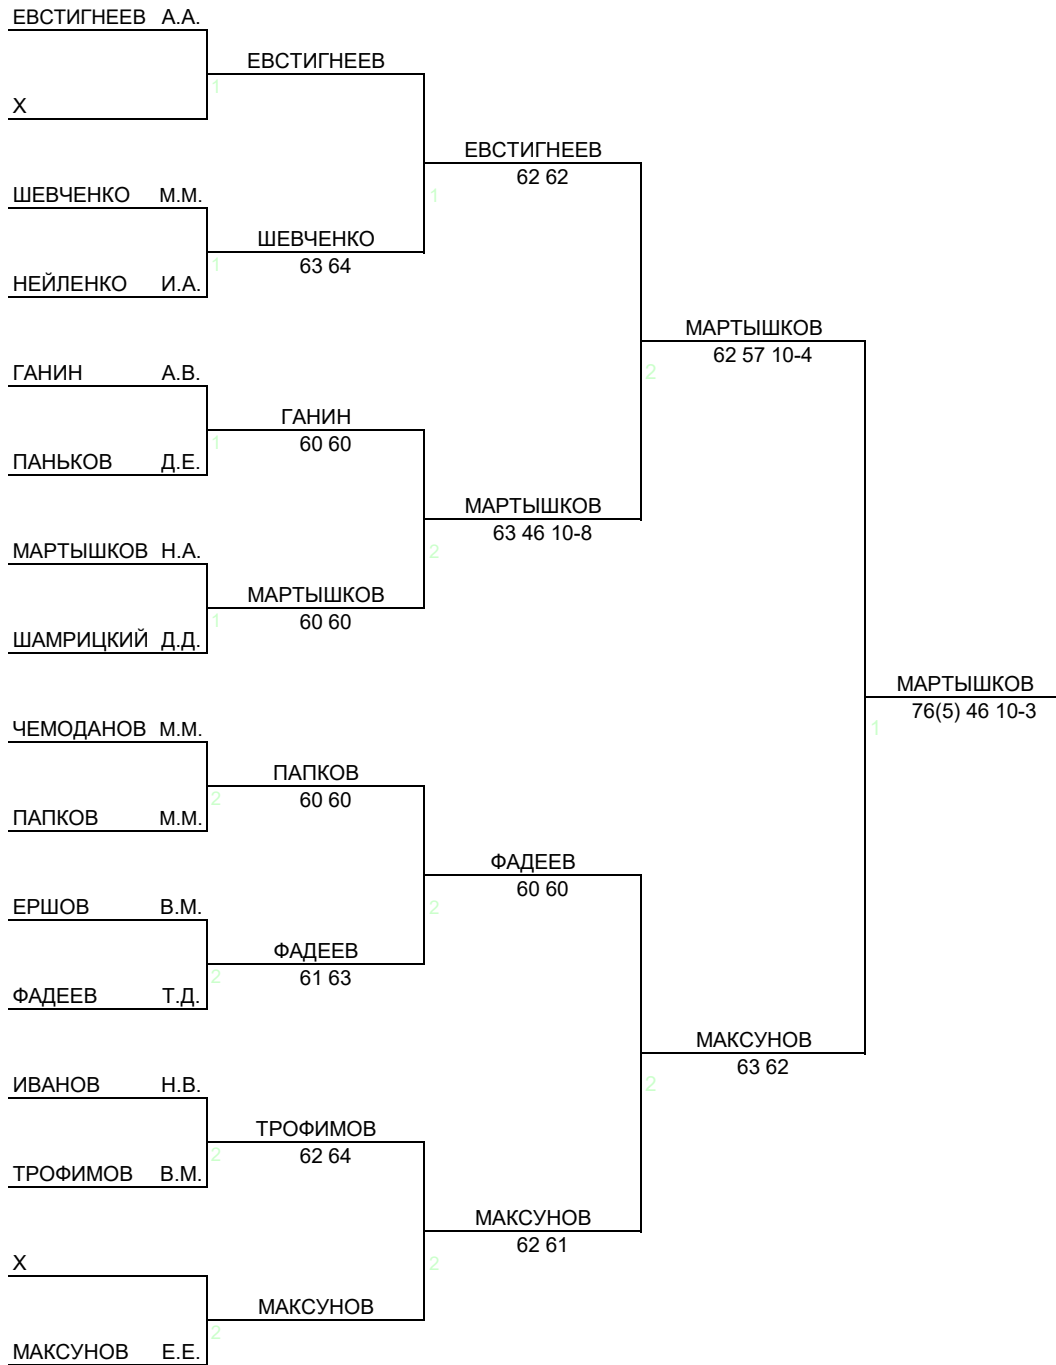 ЕВСТИГНЕЕВ А.А.
ЕВСТИГНЕЕВ
1
Х
ЕВСТИГНЕЕВ
62 62
1
ШЕВЧЕНКО М.М.
ШЕВЧЕНКО
63 64
1
НЕЙЛЕНКО И.А.
МАРТЫШКОВ
62 57 10-4
2
ГАНИН А.В.
ГАНИН
60 60
1
ПАНЬКОВ Д.Е.
МАРТЫШКОВ
63 46 10-8
2
МАРТЫШКОВ Н.А.
МАРТЫШКОВ
60 60
1
ШАМРИЦКИЙ Д.Д.
МАРТЫШКОВ
76(5) 46 10-3
1
ЧЕМОДАНОВ М.М.
ПАПКОВ
60 60
2
ПАПКОВ М.М.
ФАДЕЕВ
60 60
2
ЕРШОВ В.М.
ФАДЕЕВ
61 63
2
ФАДЕЕВ Т.Д.
МАКСУНОВ
63 62
2
ИВАНОВ Н.В.
ТРОФИМОВ
62 64
2
ТРОФИМОВ В.М.
МАКСУНОВ
62 61
2
Х
МАКСУНОВ
2
МАКСУНОВ Е.Е.